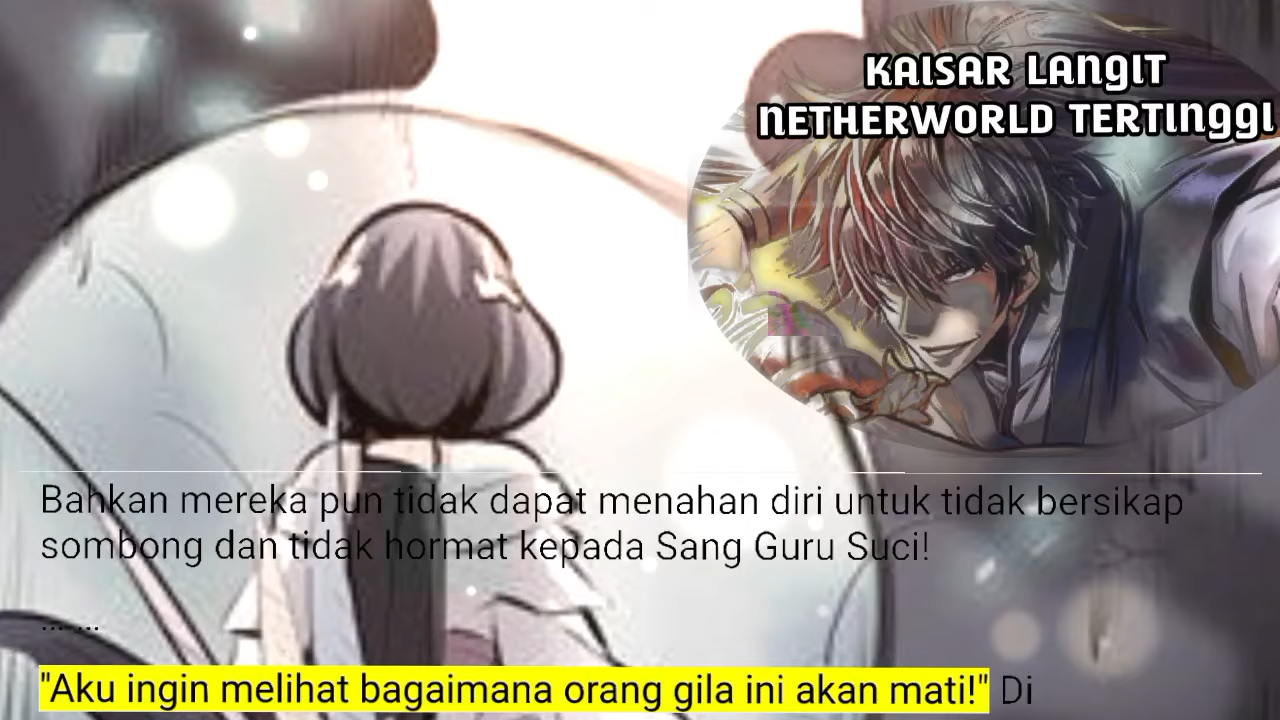 KAISAR LANGIT
NETHERWORLD TERTINGGI
Bahkan mereka pun tidak dapat menahan diri untuk tidak bersikap
sombong dan tidak hormat kepada Sang Guru Suci!
... ...
"Aku ingin melihat bagaimana orang gila ini akan mati!" Di